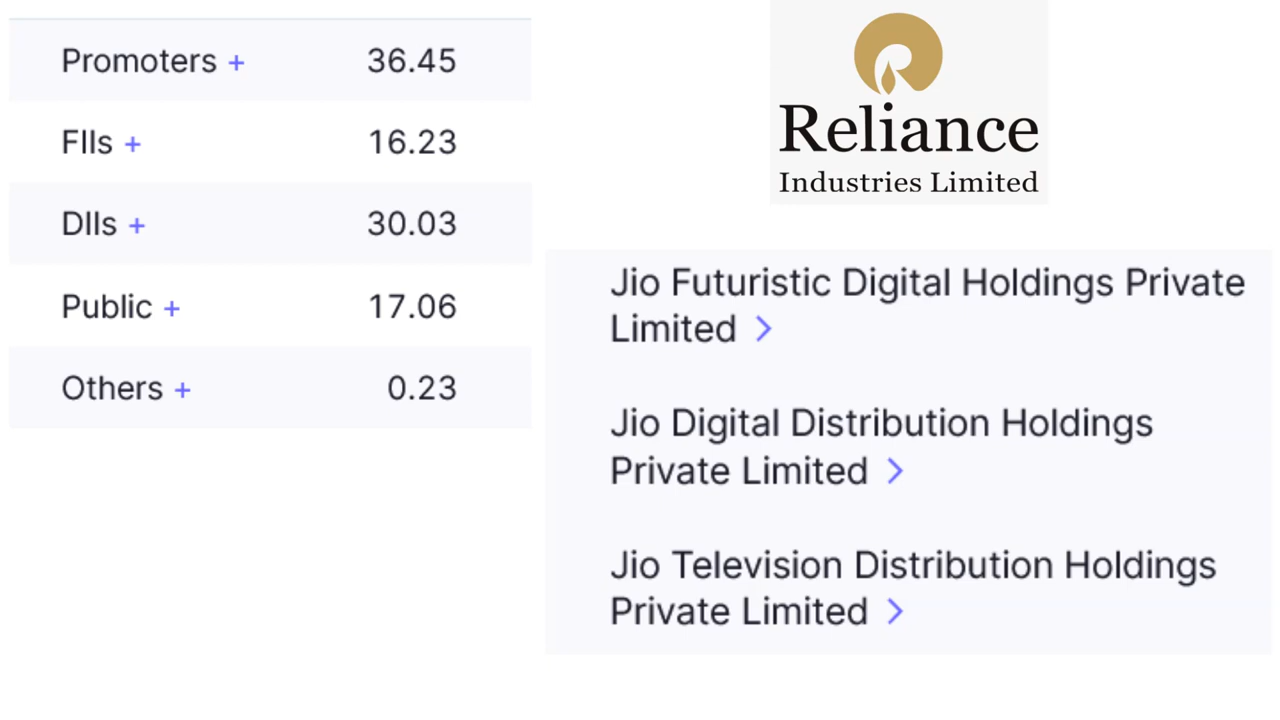 Promoters + 36.45
FIIs + 16.23
DIIs + 30.03
Public + 17.06
Others + 0.23
Reliance
Industries Limited
Jio Futuristic Digital Holdings Private
Limited >
Jio Digital Distribution Holdings
Private Limited >
Jio Television Distribution Holdings
Private Limited >